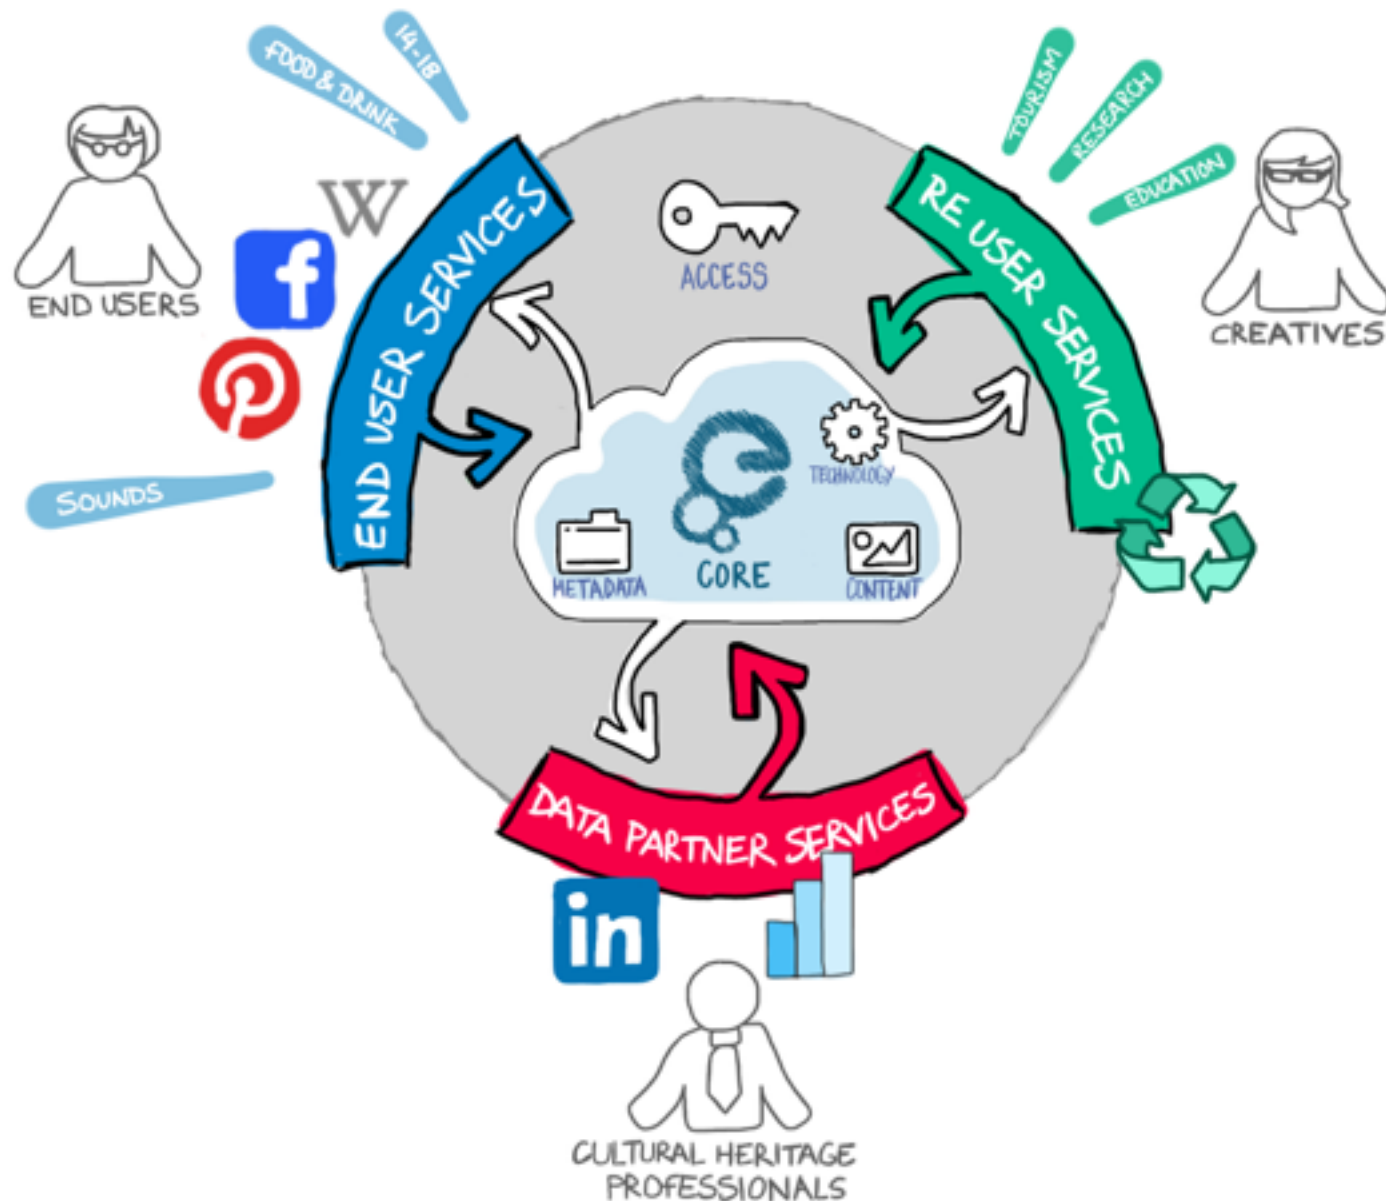 FOOD & DRINK
14-18
TOURISM
RESEARCH
EDUCATION
W
f
END USERS
END USER SERVICES
ACCESS
RE USER SERVICES
CREATIVES
SOUNDS
TECHNOLOGY
METADATA
CORE
CONTENT
DATA PARTNER SERVICES
in
CULTURAL HERITAGE
PROFESSIONALS